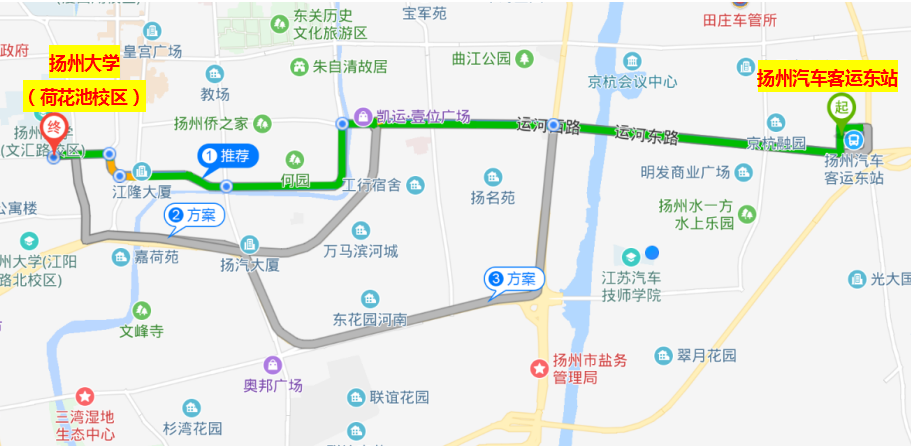 东关历史
文化旅游区
宝军苑
田庄车管所
政府
皇宫广场
扬州大学
（荷花池校区）
朱自清故居
曲江公园
京杭会议中心
扬州汽车客运东站
教场
起
凯运·壹位广场
扬州侨之家
运河西路
运河东路
京杭融园
终
扬州大学
(文汇路校区)
1 推荐
何园
江隆大厦
工行宿舍
扬名苑
明发商业广场
扬州汽车
客运东站
公寓楼
2 方案
扬州水一方
水上乐园
州大学(江阳
路北校区)
嘉荷苑
扬汽大厦
万马滨河城
3 方案
江苏汽车
技师学院
光大国
文峰寺
东花园河南
扬州市盐务
管理局
翠月花园
奥邦广场
三湾湿地
生态中心
杉湾花园
联谊花园